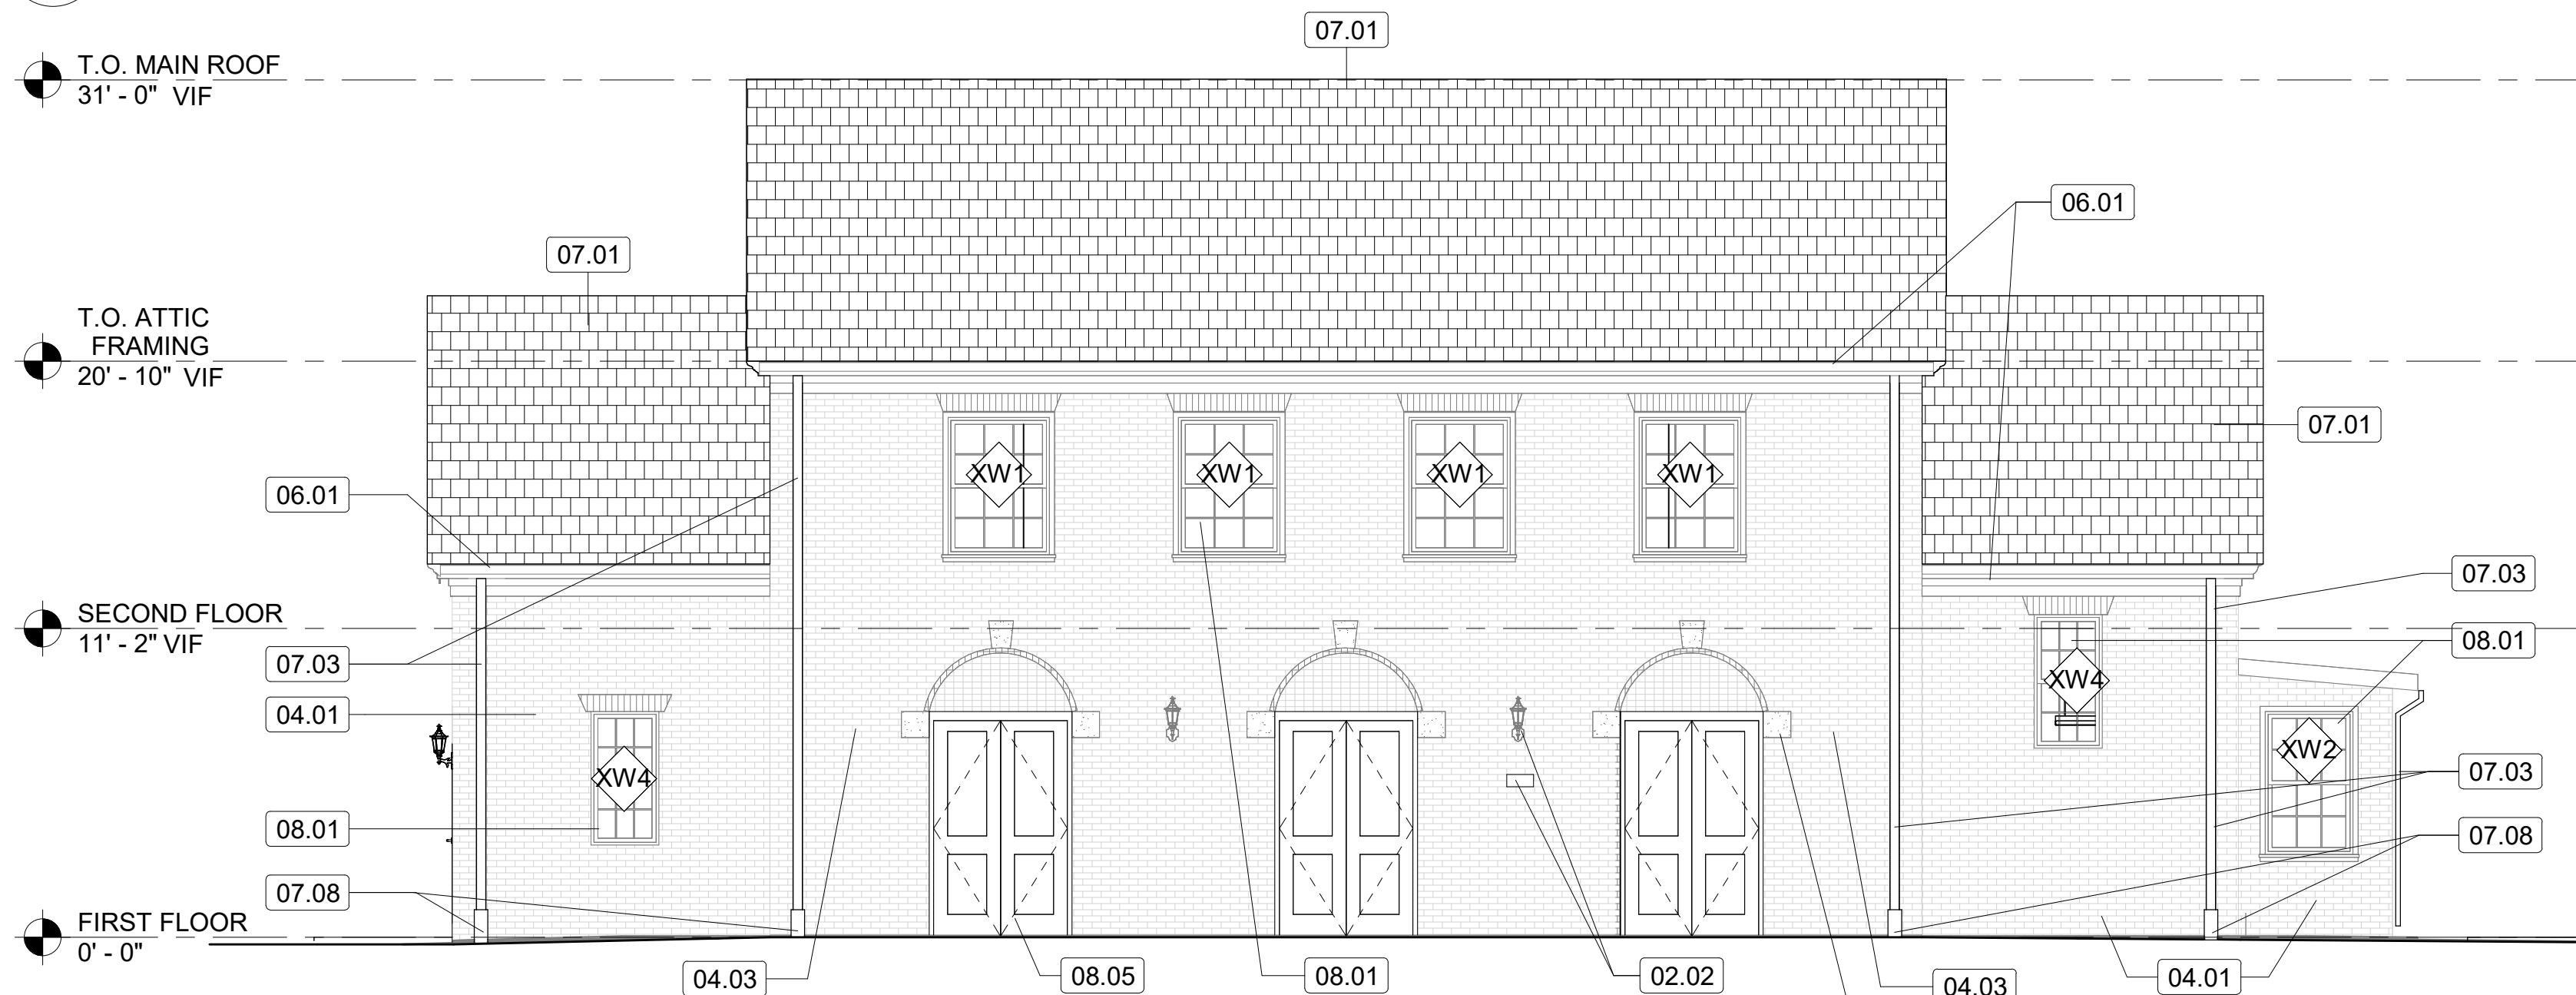 07.01
T.O. MAIN ROOF
31' - 0" VIF
06.01
07.01
T.O. ATTIC
FRAMING
20' - 10" VIF
07.01
XW1
XW1
XW1
XW1
06.01
07.03
SECOND FLOOR
11' - 2" VIF
08.01
07.03
XW4
04.01
XW2
07.03
XW4
08.01
07.08
07.08
FIRST FLOOR
0' - 0"
04.03
08.05
08.01
02.02
04.03
04.01